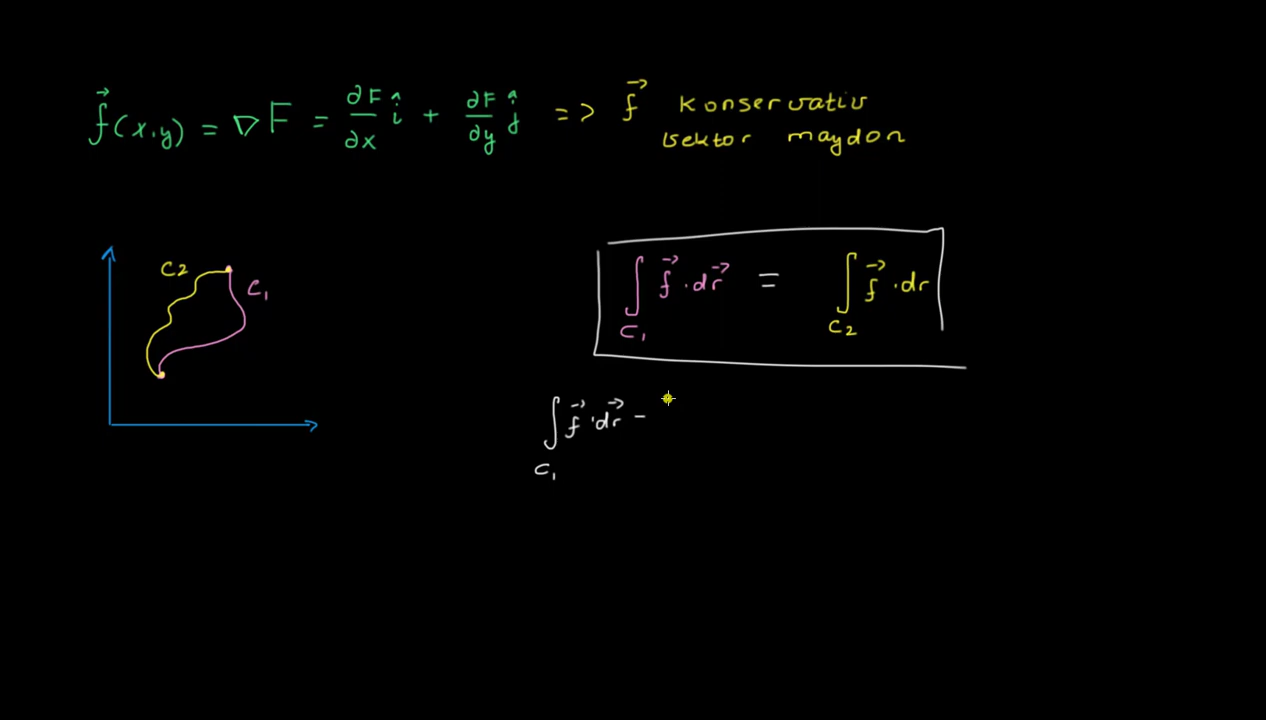 f⃗(x,y) = ∇F = ∂F/∂x î + ∂F/∂y ĵ => f⃗ konservativ
vektor maydon
C2
C₁
∫ f⃗ · dr⃗ = ∫ f⃗ · dr
C₁ C2
∫ f⃗ · dr⃗ -
C₁